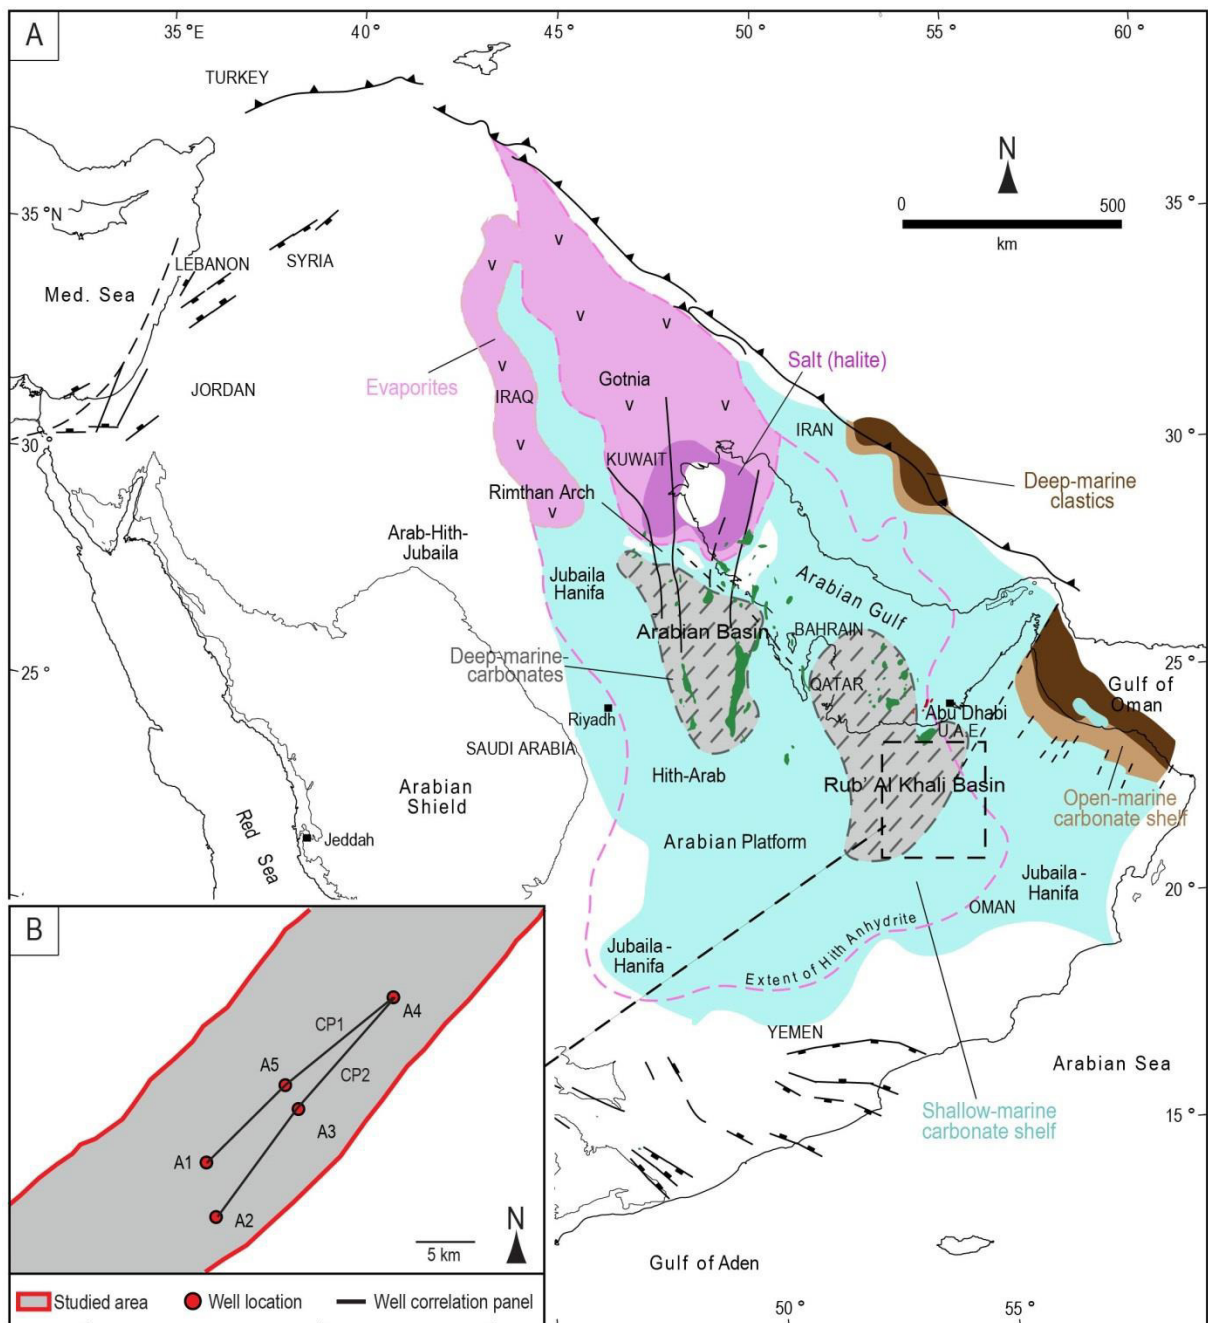 A
35°E
40°
45°
50°
55°
60°
TURKEY
N
0
500
km
35°N
35°
LEBANON
SYRIA
Med. Sea
v
v
v
v
Salt (halite)
Evaporites
v
Gotnia
JORDAN
IRAQ
v
v
IRAN
30°
v
30°
KUWAIT
Deep-marine
clastics
Rimthan Arch
v
Arab-Hith-
Jubaila
Jubaila
Hanifa
Arabian Gulf
Arabian Basin
BAHRAIN
Deep-marine-
carbonates
25°
25°
QATAR
Gulf of
Oman
Abu Dhabi
U.A.E.
Riyadh
SAUDI ARABIA
Hith-Arab
Rub' Al Khali Basin
Arabian
Shield
Open-marine
carbonate shelf
Red Sea
Jeddah
Arabian Platform
Jubaila -
Hanifa
20°
20°
OMAN
Jubaila -
Hanifa
Extent of Hith Anhydrite
YEMEN
Arabian Sea
Shallow-marine
carbonate shelf
15°
Gulf of Aden
50°
55°
B
A4
CP1
A5
CP2
A3
A1
A2
N
5 km
Studied area
Well location
Well correlation panel